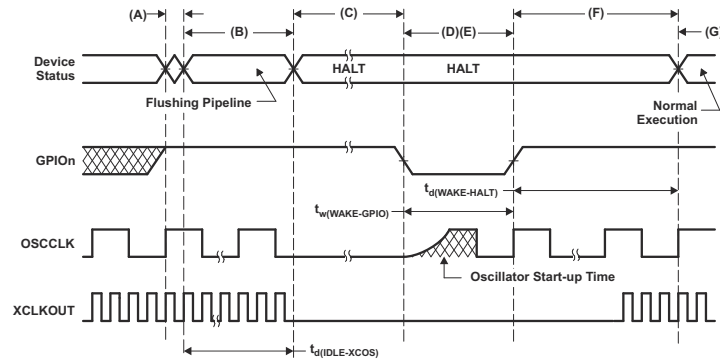 (A)
(B)
(C)
(D)(E)
(F)
(G)
Device
Status
HALT
HALT
Flushing Pipeline
Normal
Execution
GPIOn
td(WAKE-HALT)
tw(WAKE-GPIO)
OSCCLK
Oscillator Start-up Time
XCLKOUT
td(IDLE-XCOS)